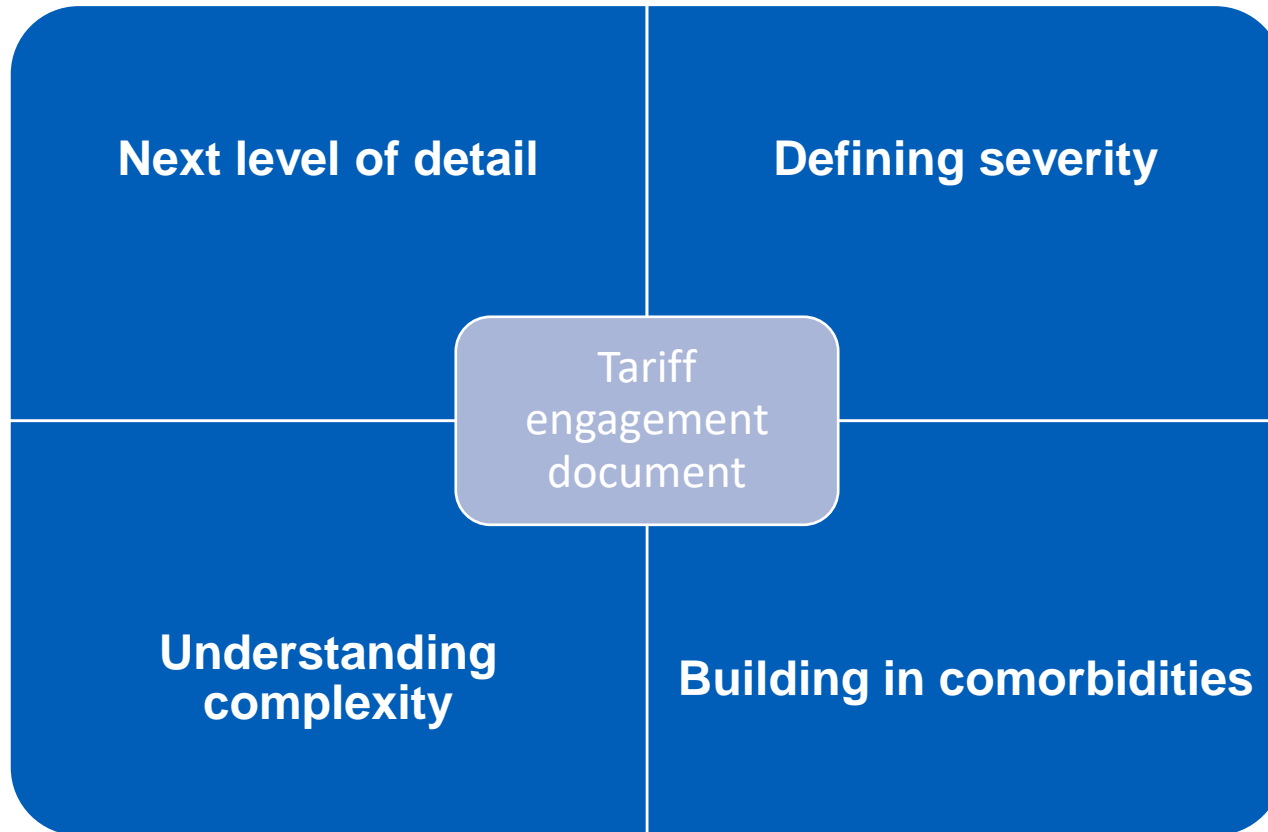 Next level of detail
Defining severity
Tariff
engagement
document
Understanding
complexity
Building in comorbidities